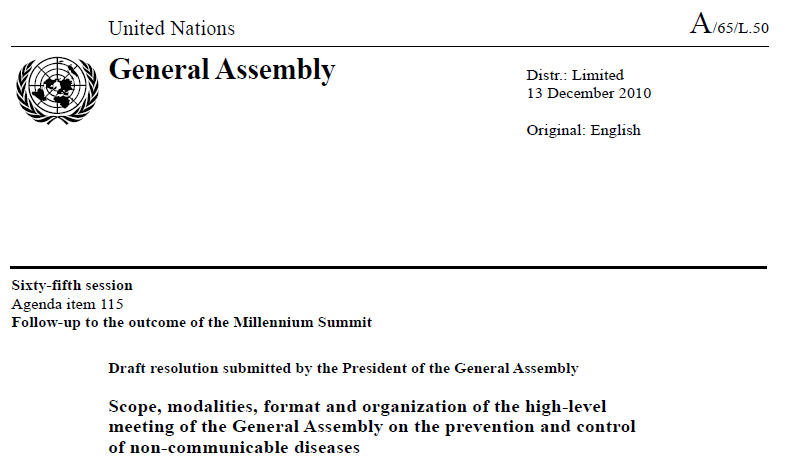 United Nations A/65/L.50
General Assembly
Distr.: Limited
13 December 2010
Original: English
Sixty-fifth session
Agenda item 115
Follow-up to the outcome of the Millennium Summit
Draft resolution submitted by the President of the General Assembly
Scope, modalities, format and organization of the high-level
meeting of the General Assembly on the prevention and control
of non-communicable diseases